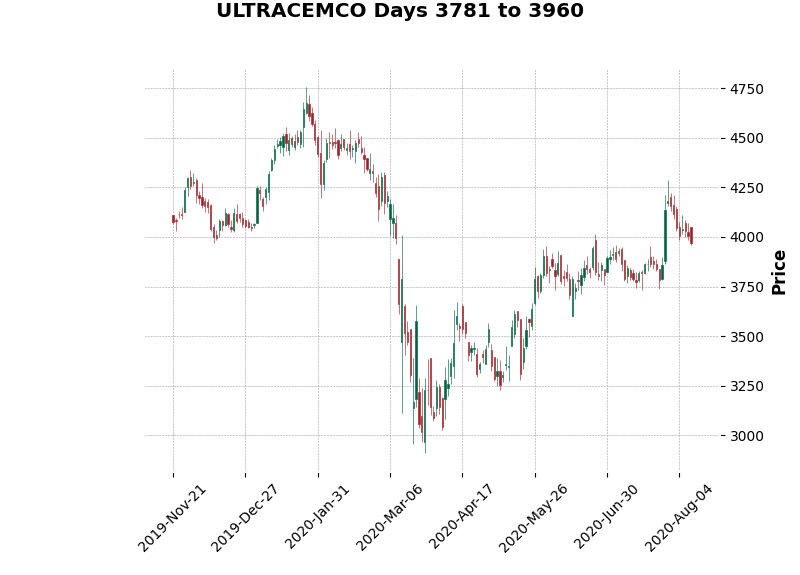 ULTRACEMCO Days 3781 to 3960
4750
4500
4250
4000
3750
3500
3250
3000
Price
2019-Nov-21
2019-Dec-27
2020-Jan-31
2020-Mar-06
2020-Apr-17
2020-May-26
2020-Jun-30
2020-Aug-04